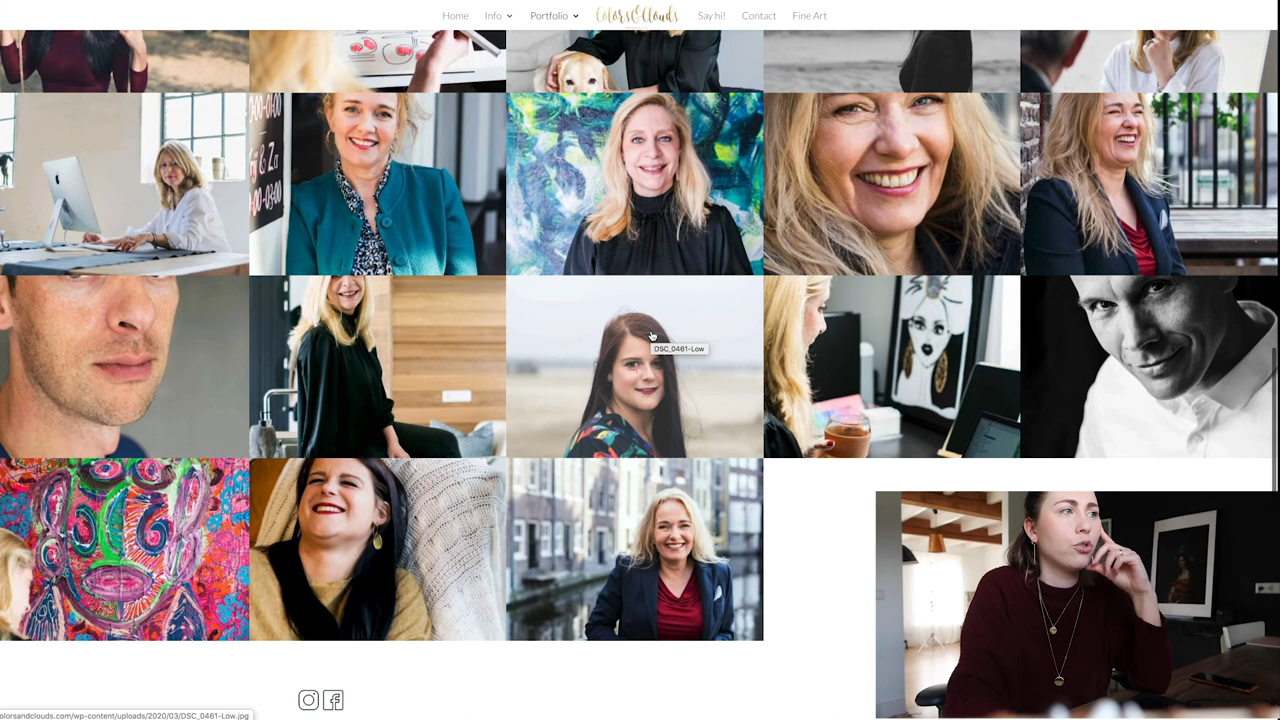 Home Info Portfolio Colors&Clouds Say hi! Contact Fine Art
DSC_0461-Low
olorsandclouds.com/wp-content/uploads/2020/03/DSC_0461-Low.jpg